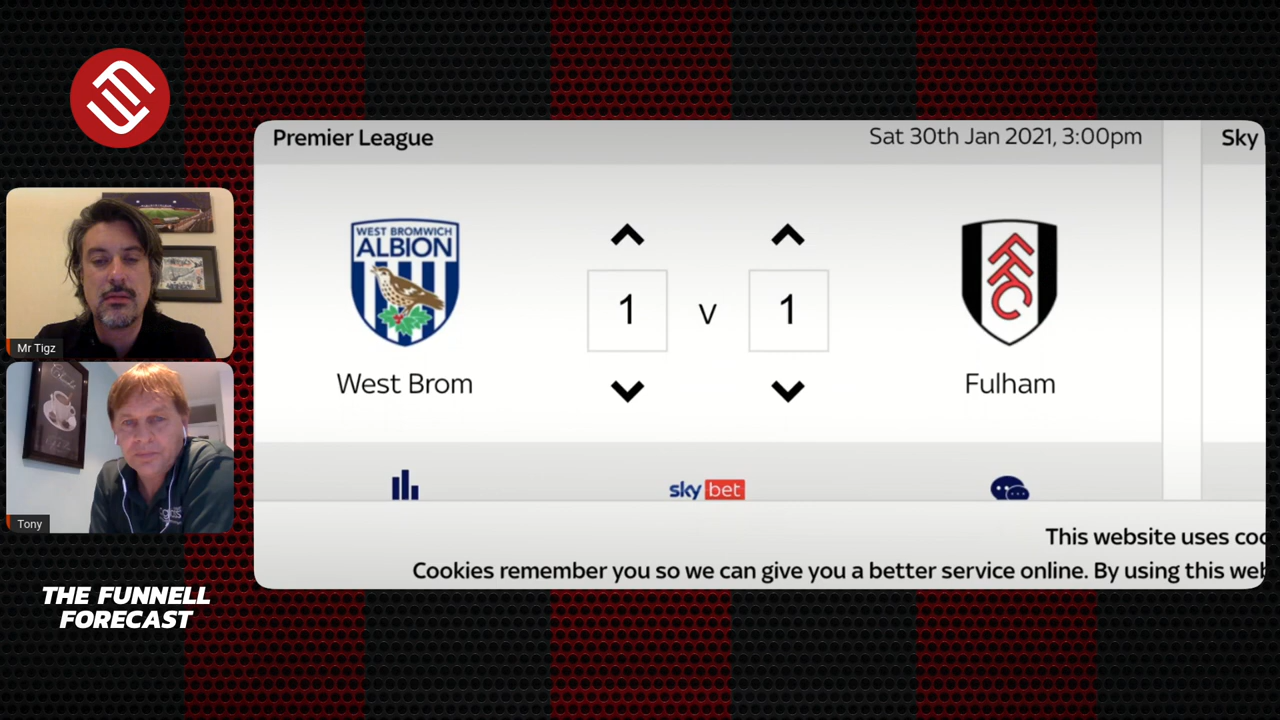 Premier League
Sat 30th Jan 2021, 3:00pm
Sky
WEST BROMWICH
ALBION
FFC
1 v 1
West Brom
Fulham
sky bet
Mr Tigz
Tony
This website uses coo
Cookies remember you so we can give you a better service online. By using this web
THE FUNNELL
FORECAST